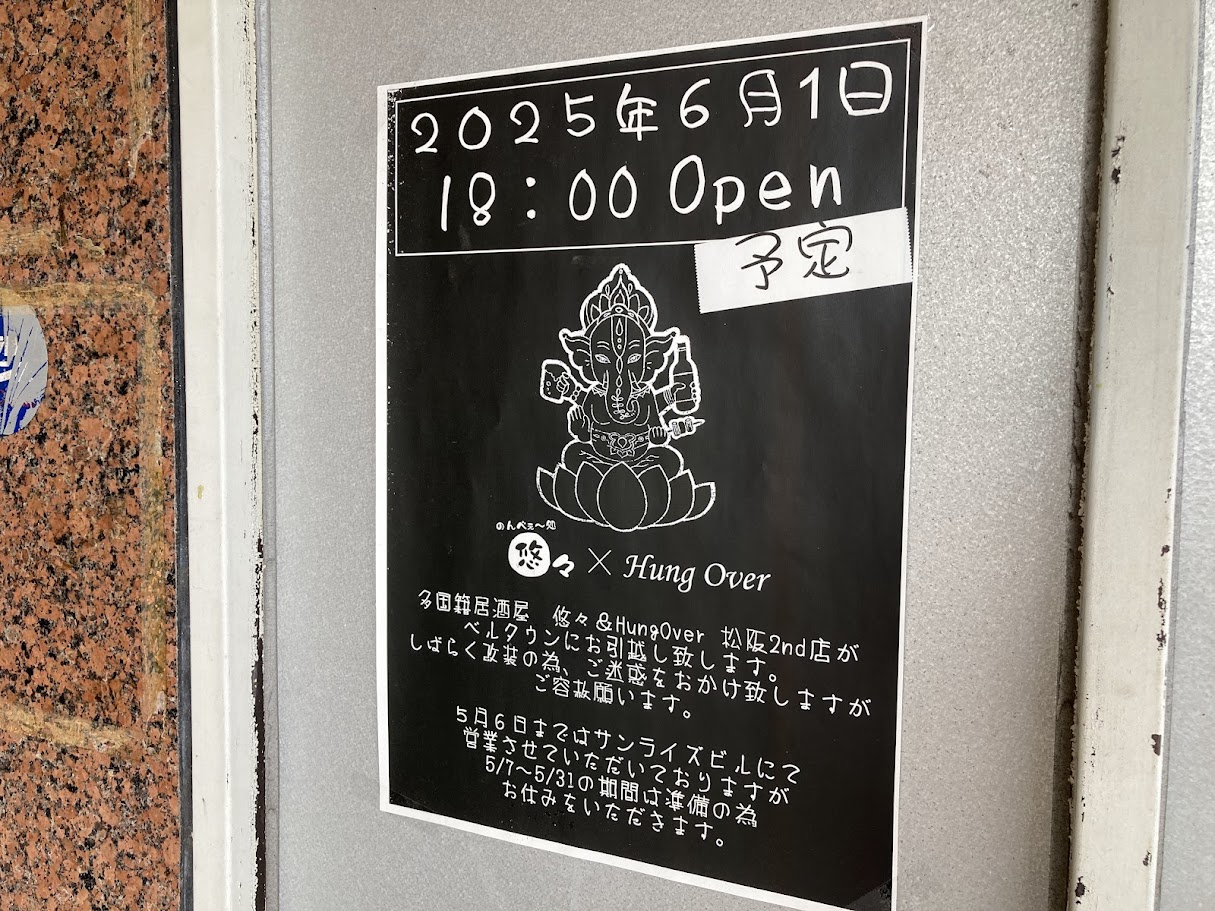 2025年6月1日
18:00 Open
予定
のんべぇ～処
悠々 × Hung Over
多国籍居酒屋 悠々&HungOver 松阪2nd店が
ベルタウンにお引越し致します。
しばらく改装の為、ご迷惑をおかけ致しますが
ご容赦願います。
5月6日まではサンライズビルにて
営業させていただいておりますが
5/7～5/31の期間は準備の為
お休みをいただきます。